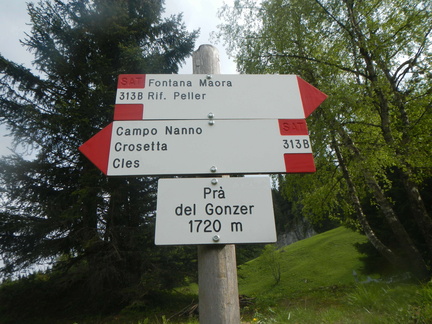 SAT Fontana Maora
313B Rif. Peller
Campo Nanno SAT
Crosetta 313B
Cles
Prà
del Gonzer
1720 m